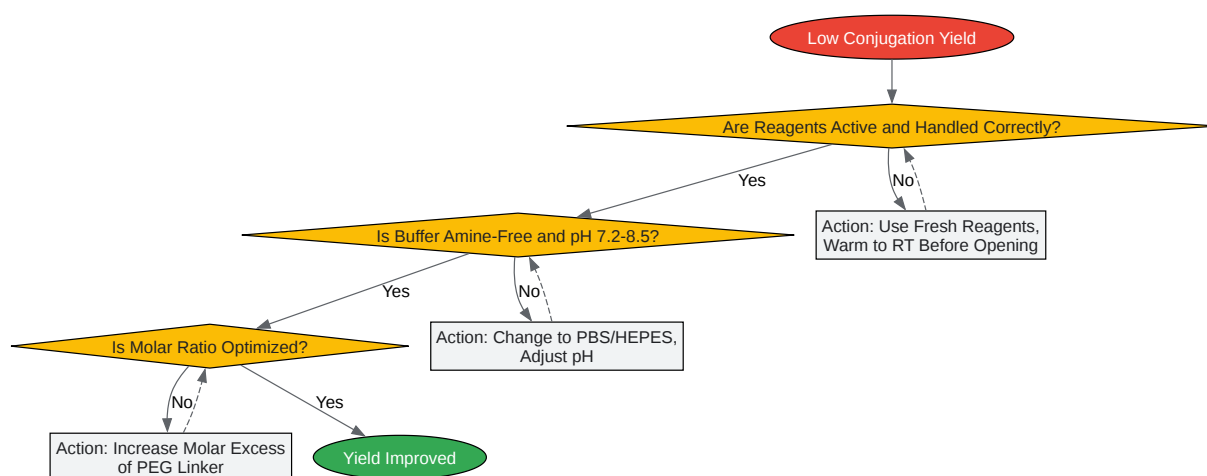 Low Conjugation Yield
Are Reagents Active and Handled Correctly?
Yes
No
Action: Use Fresh Reagents,
Warm to RT Before Opening
Is Buffer Amine-Free and pH 7.2-8.5?
Yes
No
Action: Change to PBS/HEPES,
Adjust pH
Is Molar Ratio Optimized?
No
Yes
Action: Increase Molar Excess
of PEG Linker
Yield Improved